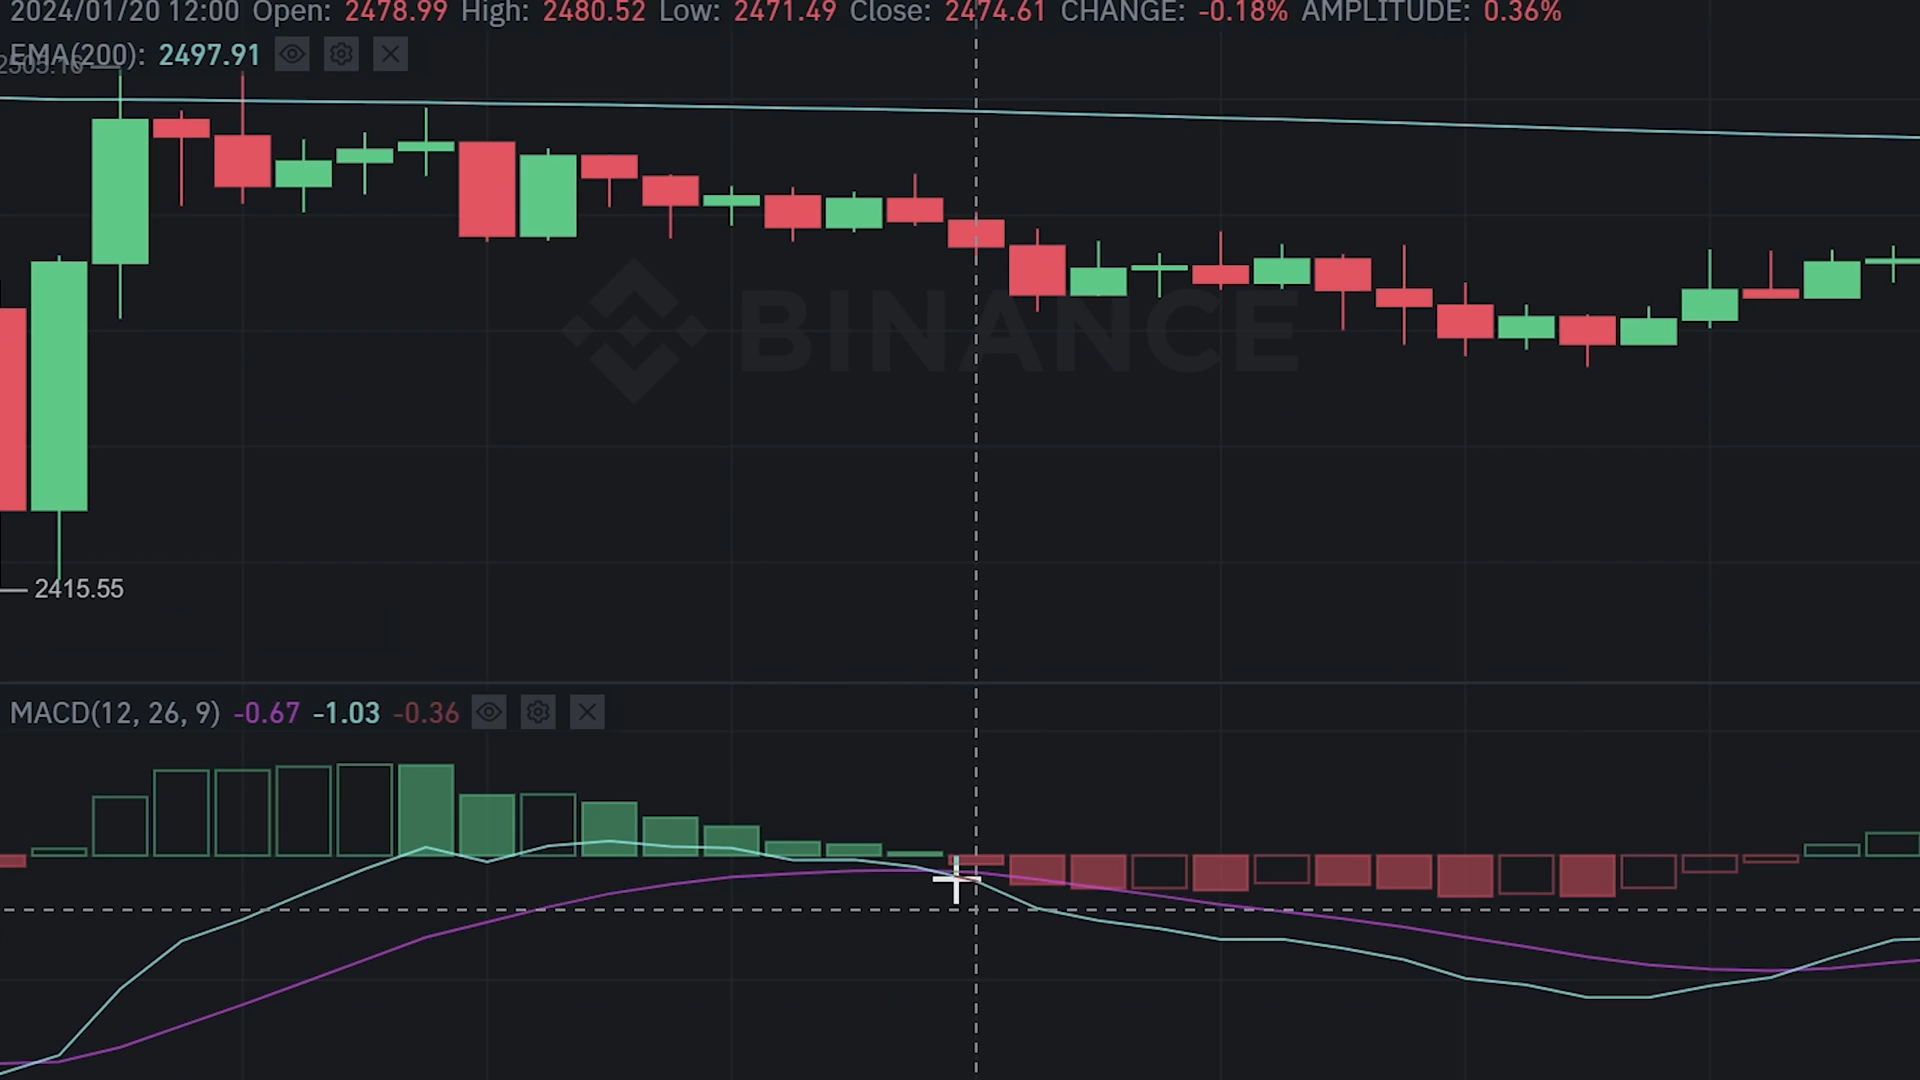 2024/01/20 12:00 Open: 2478.99 High: 2480.52 Low: 2471.49 Close: 2474.61 CHANGE: -0.18% AMPLITUDE: 0.36%
EMA(200): 2497.91
2505.16
BINANCE
2415.55
MACD(12, 26, 9) -0.67 -1.03 -0.36